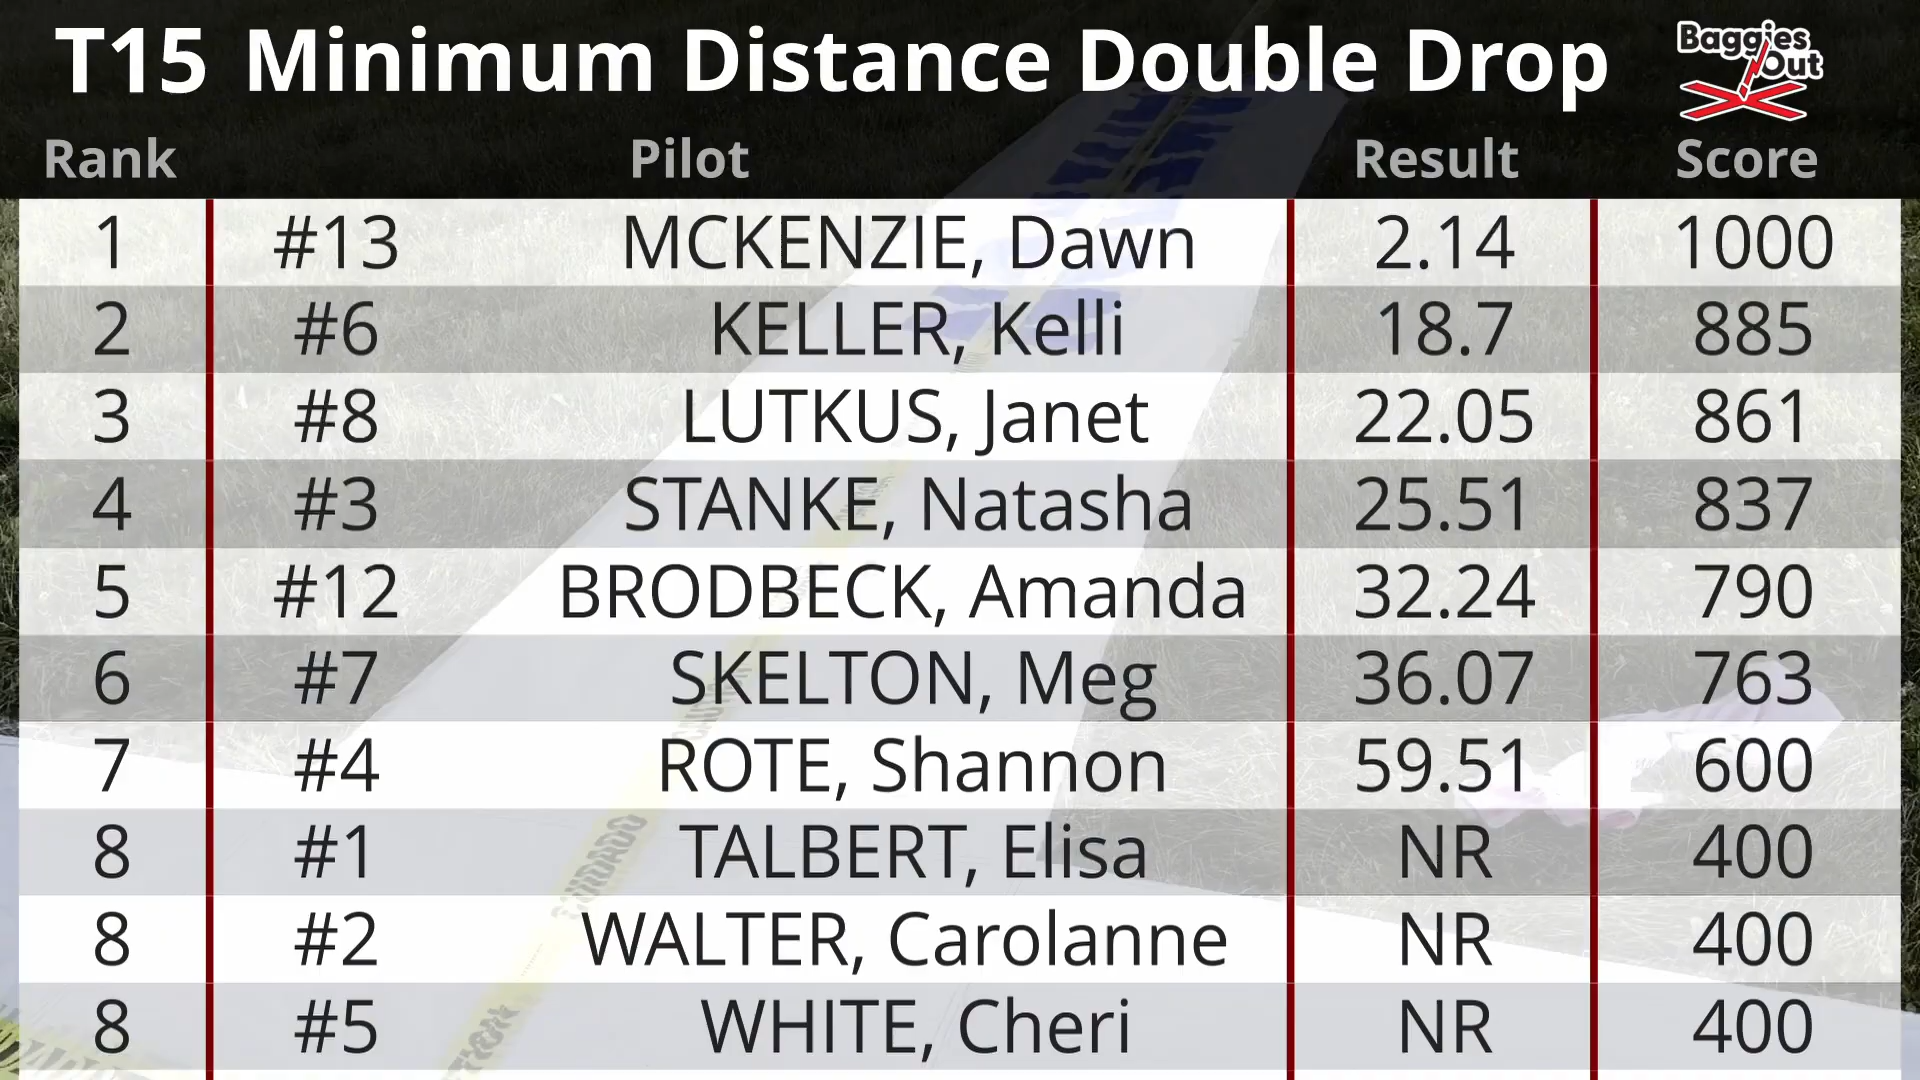 T15 Minimum Distance Double Drop
Baggies Out
Rank Pilot Result Score
1 #13 MCKENZIE, Dawn 2.14 1000
2 #6 KELLER, Kelli 18.7 885
3 #8 LUTKUS, Janet 22.05 861
4 #3 STANKE, Natasha 25.51 837
5 #12 BRODBECK, Amanda 32.24 790
6 #7 SKELTON, Meg 36.07 763
7 #4 ROTE, Shannon 59.51 600
8 #1 TALBERT, Elisa NR 400
8 #2 WALTER, Carolanne NR 400
8 #5 WHITE, Cheri NR 400